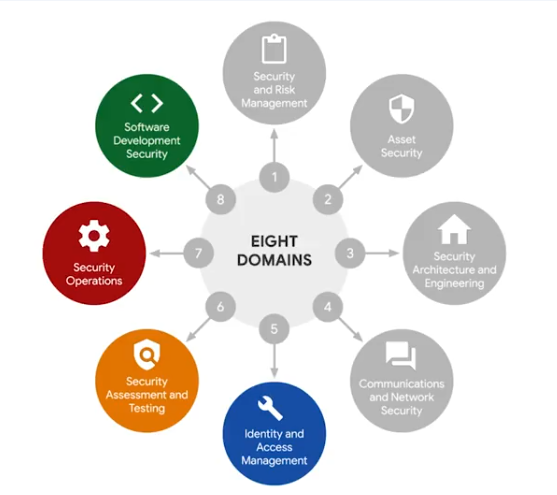 Security
and Risk
Management
Asset
Security
Security
Architecture and
Engineering
Communications
and Network
Security
Identity and
Access
Management
Security
Assessment and
Testing
Security
Operations
Software
Development
Security
1
2
3
4
5
6
7
8
EIGHT
DOMAINS